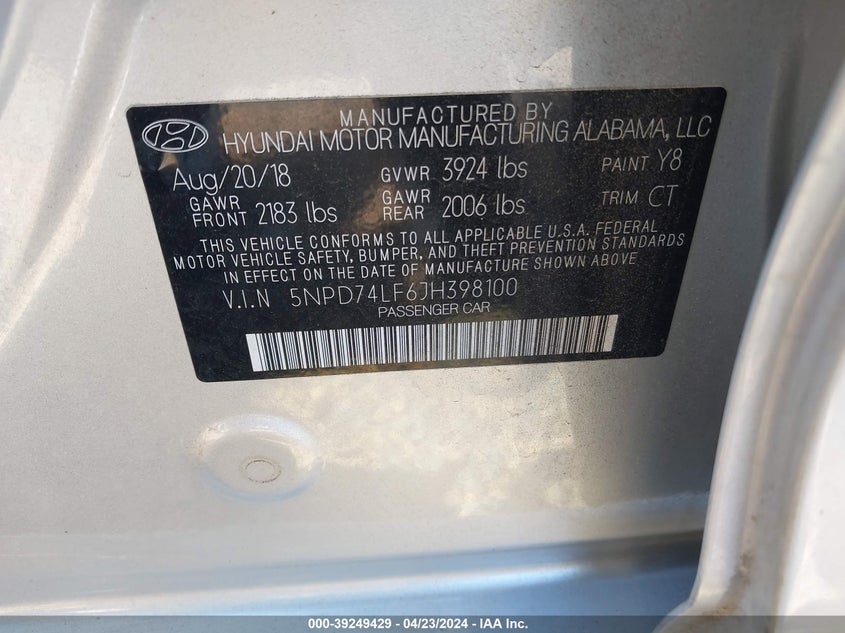 MANUFACTURED BY
HYUNDAI MOTOR MANUFACTURING ALABAMA, LLC
Aug/20/18 GVWR 3924 lbs PAINT Y8
GAWR FRONT 2183 lbs GAWR REAR 2006 lbs TRIM CT
THIS VEHICLE CONFORMS TO ALL APPLICABLE U.S.A. FEDERAL
MOTOR VEHICLE SAFETY, BUMPER, AND THEFT PREVENTION STANDARDS
IN EFFECT ON THE DATE OF MANUFACTURE SHOWN ABOVE.
V.I.N 5NPD74LF6JH398100
PASSENGER CAR
000-39249429 - 04/23/2024 - IAA Inc.